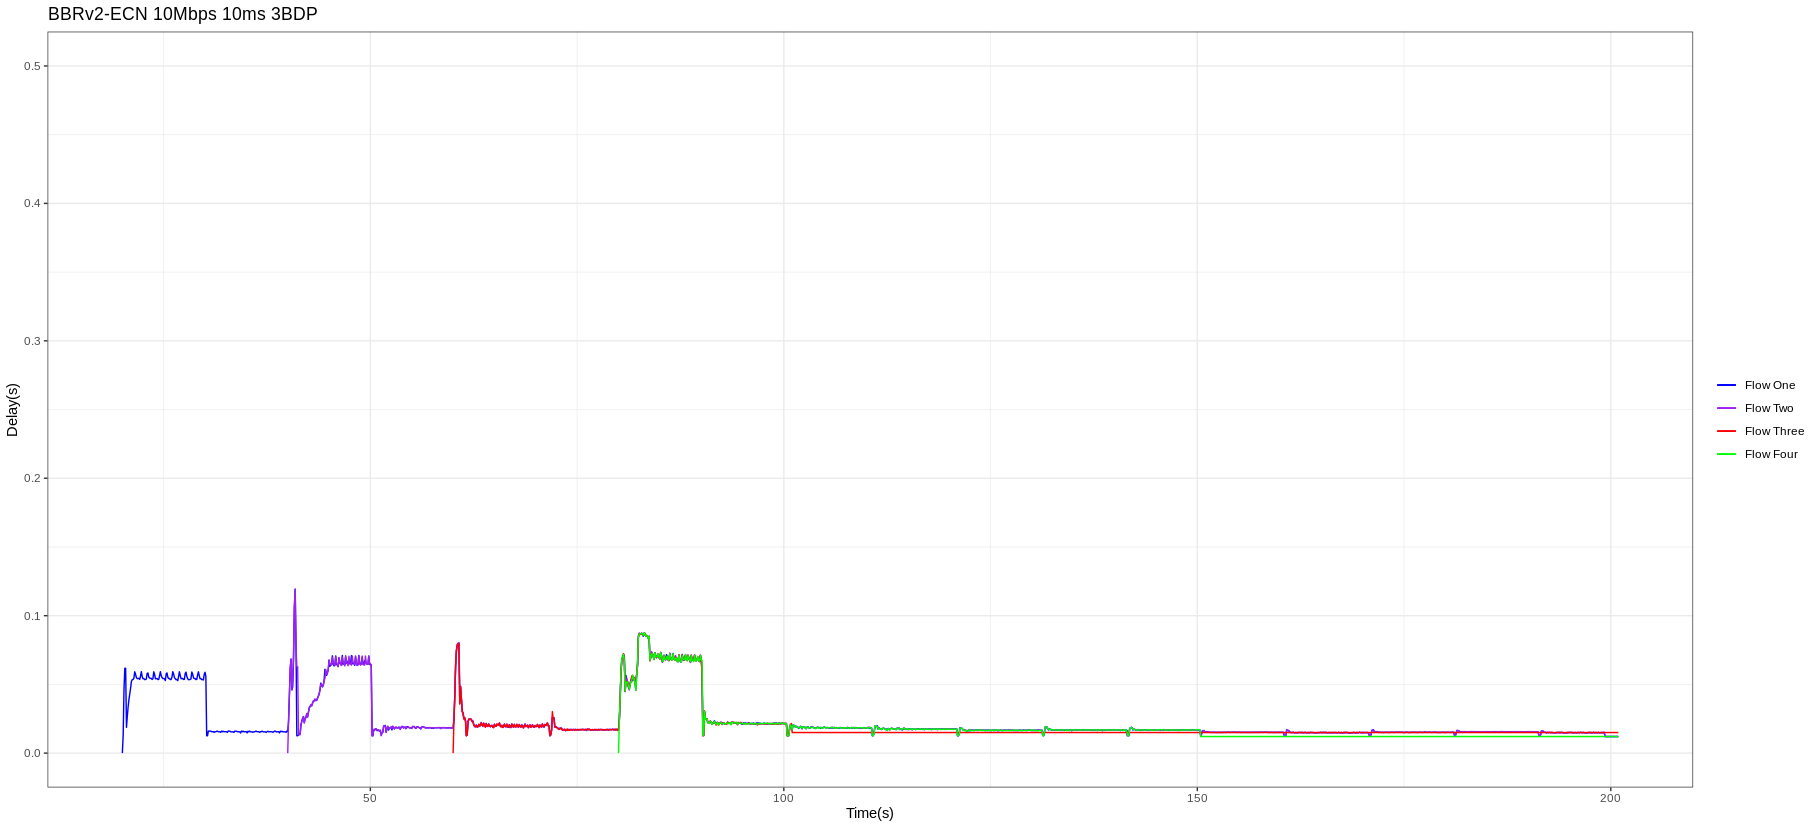 BBRv2-ECN 10Mbps 10ms 3BDP
0.5
0.4
0.3
0.2
0.1
0.0
Delay(s)
50
100
150
200
Time(s)
Flow One
Flow Two
Flow Three
Flow Four